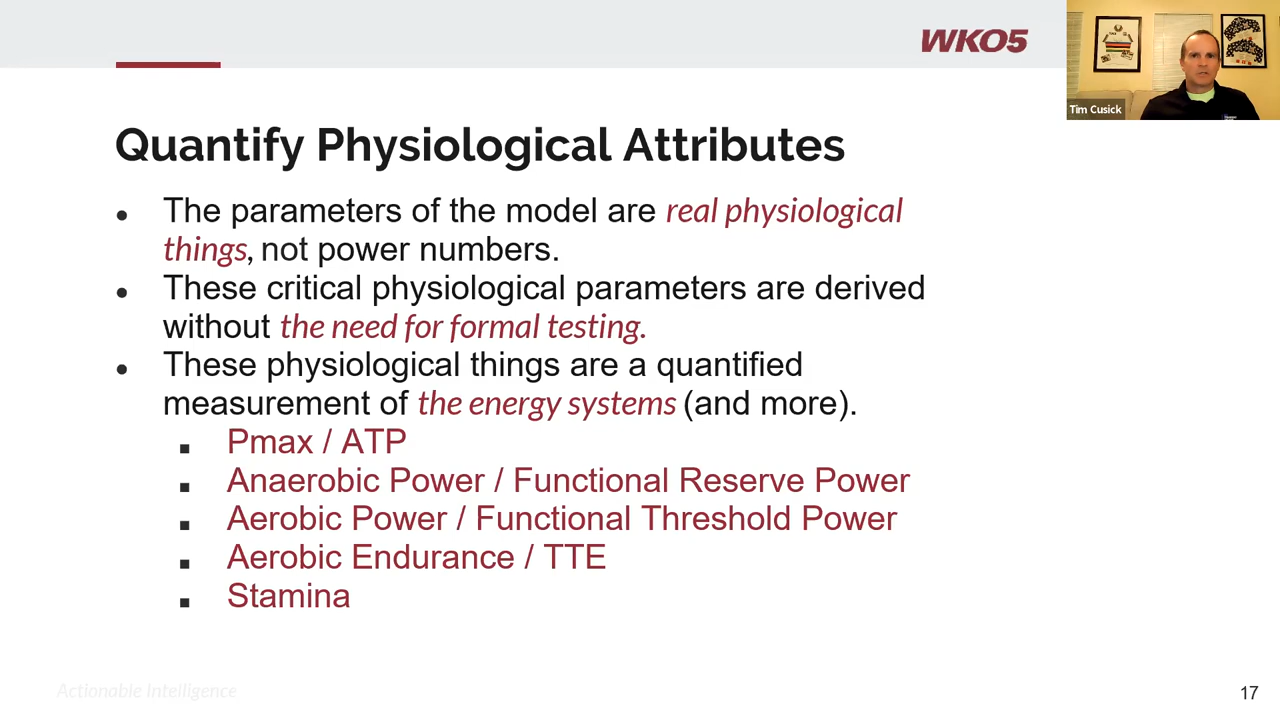 WKO5
Tim Cusick
Quantify Physiological Attributes
● The parameters of the model are real physiological
things, not power numbers.
● These critical physiological parameters are derived
without the need for formal testing.
● These physiological things are a quantified
measurement of the energy systems (and more).
■ Pmax / ATP
■ Anaerobic Power / Functional Reserve Power
■ Aerobic Power / Functional Threshold Power
■ Aerobic Endurance / TTE
■ Stamina
Actionable Intelligence
17